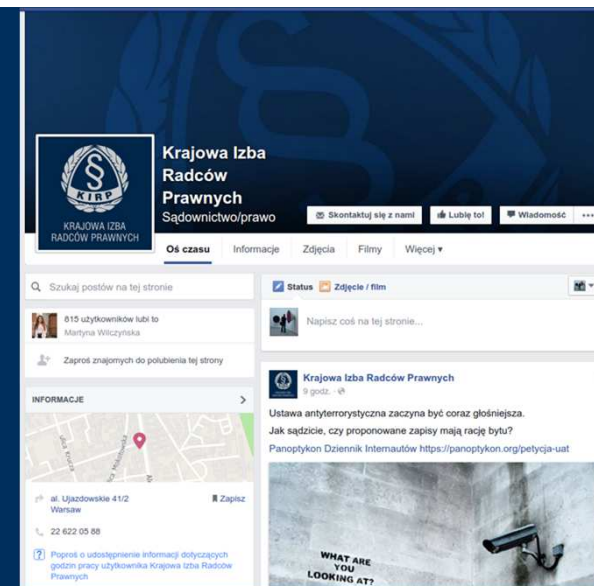 Krajowa Izba
Radców
Prawnych
Sądownictwo/prawo
KIRP
KRAJOWA IZBA
RADCÓW PRAWNYCH
Skontaktuj się z nami
Lubię to!
Wiadomość
Oś czasu Informacje Zdjęcia Filmy Więcej
Szukaj postów na tej stronie
815 użytkowników lubi to
Martyna Wilczyńska
Zaproś znajomych do polubienia tej strony
INFORMACJE
ulica Krucza
Mokotowska
al. Ujazdowskie 41/2
Warsaw
Zapisz
22 622 05 88
Poproś o udostępnienie informacji dotyczących
godzin pracy użytkownika Krajowa Izba Radców
Prawnych
Status Zdjęcie / film
Napisz coś na tej stronie...
Krajowa Izba Radców Prawnych
9 godz.
Ustawa antyterrorystyczna zaczyna być coraz głośniejsza.
Jak sądzicie, czy proponowane zapisy mają rację bytu?
Panoptykon Dziennik Internautów https://panoptykon.org/petycja-uat
WHAT ARE
YOU
LOOKING AT?